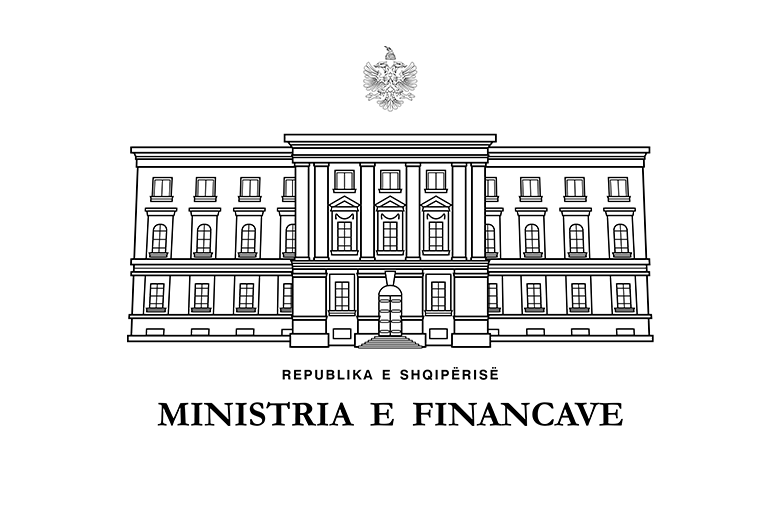 REPUBLIKA E SHQIPËRISË
MINISTRIA E FINANCAVE